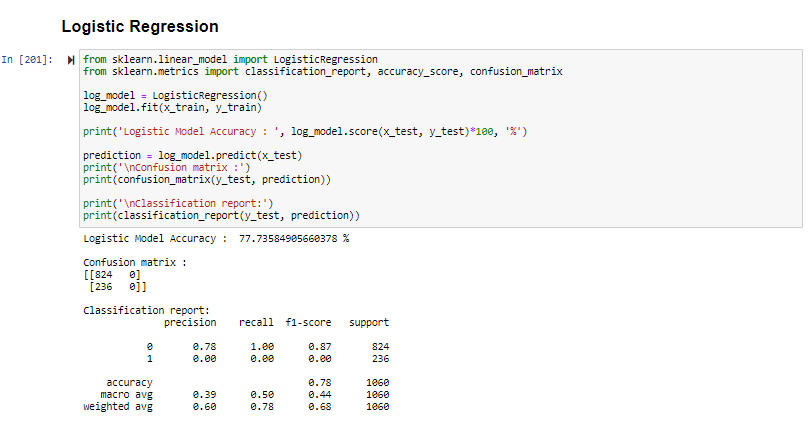 Logistic Regression
In [201]:
from sklearn.linear_model import LogisticRegression
from sklearn.metrics import classification_report, accuracy_score, confusion_matrix
log_model = LogisticRegression()
log_model.fit(x_train, y_train)
print('Logistic Model Accuracy : ', log_model.score(x_test, y_test)*100, '%')
prediction = log_model.predict(x_test)
print('\nConfusion matrix :')
print(confusion_matrix(y_test, prediction))
print('\nClassification report:')
print(classification_report(y_test, prediction))
Logistic Model Accuracy :  77.73584905660378 %
Confusion matrix :
[[824   0]
 [236   0]]
Classification report:
              precision    recall  f1-score   support
           0       0.78      1.00      0.87       824
           1       0.00      0.00      0.00       236
    accuracy                           0.78      1060
   macro avg       0.39      0.50      0.44      1060
weighted avg       0.60      0.78      0.68      1060